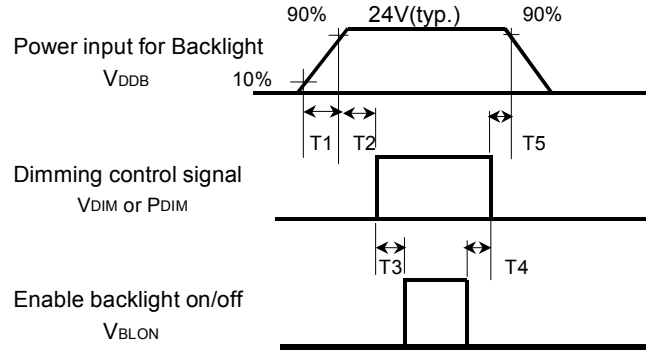 90% 24V(typ.) 90%
Power input for Backlight
VDDB
10%
T1 T2 T5
Dimming control signal
VDIM or PDIM
T3 T4
Enable backlight on/off
VBLON